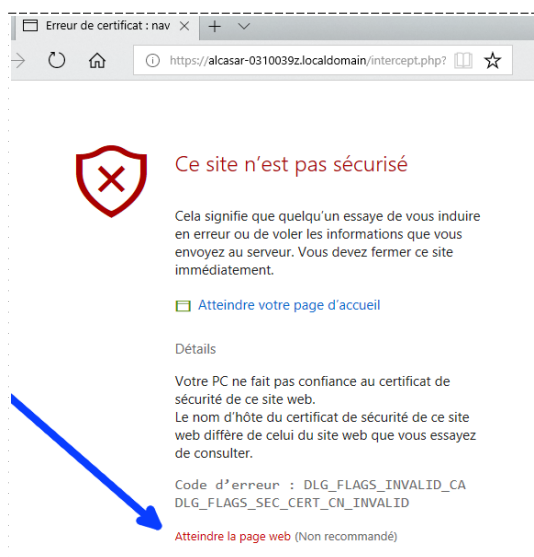 Erreur de certificat : nav
https://alcasar-0310039z.localdomain/intercept.php?
Ce site n’est pas sécurisé
Cela signifie que quelqu’un essaye de vous induire
en erreur ou de voler les informations que vous
envoyez au serveur. Vous devez fermer ce site
immédiatement.
Atteindre votre page d’accueil
Détails
Votre PC ne fait pas confiance au certificat de
sécurité de ce site web.
Le nom d’hôte du certificat de sécurité de ce site
web diffère de celui du site web que vous essayez
de consulter.
Code d’erreur : DLG_FLAGS_INVALID_CA
DLG_FLAGS_SEC_CERT_CN_INVALID
Atteindre la page web (Non recommandé)